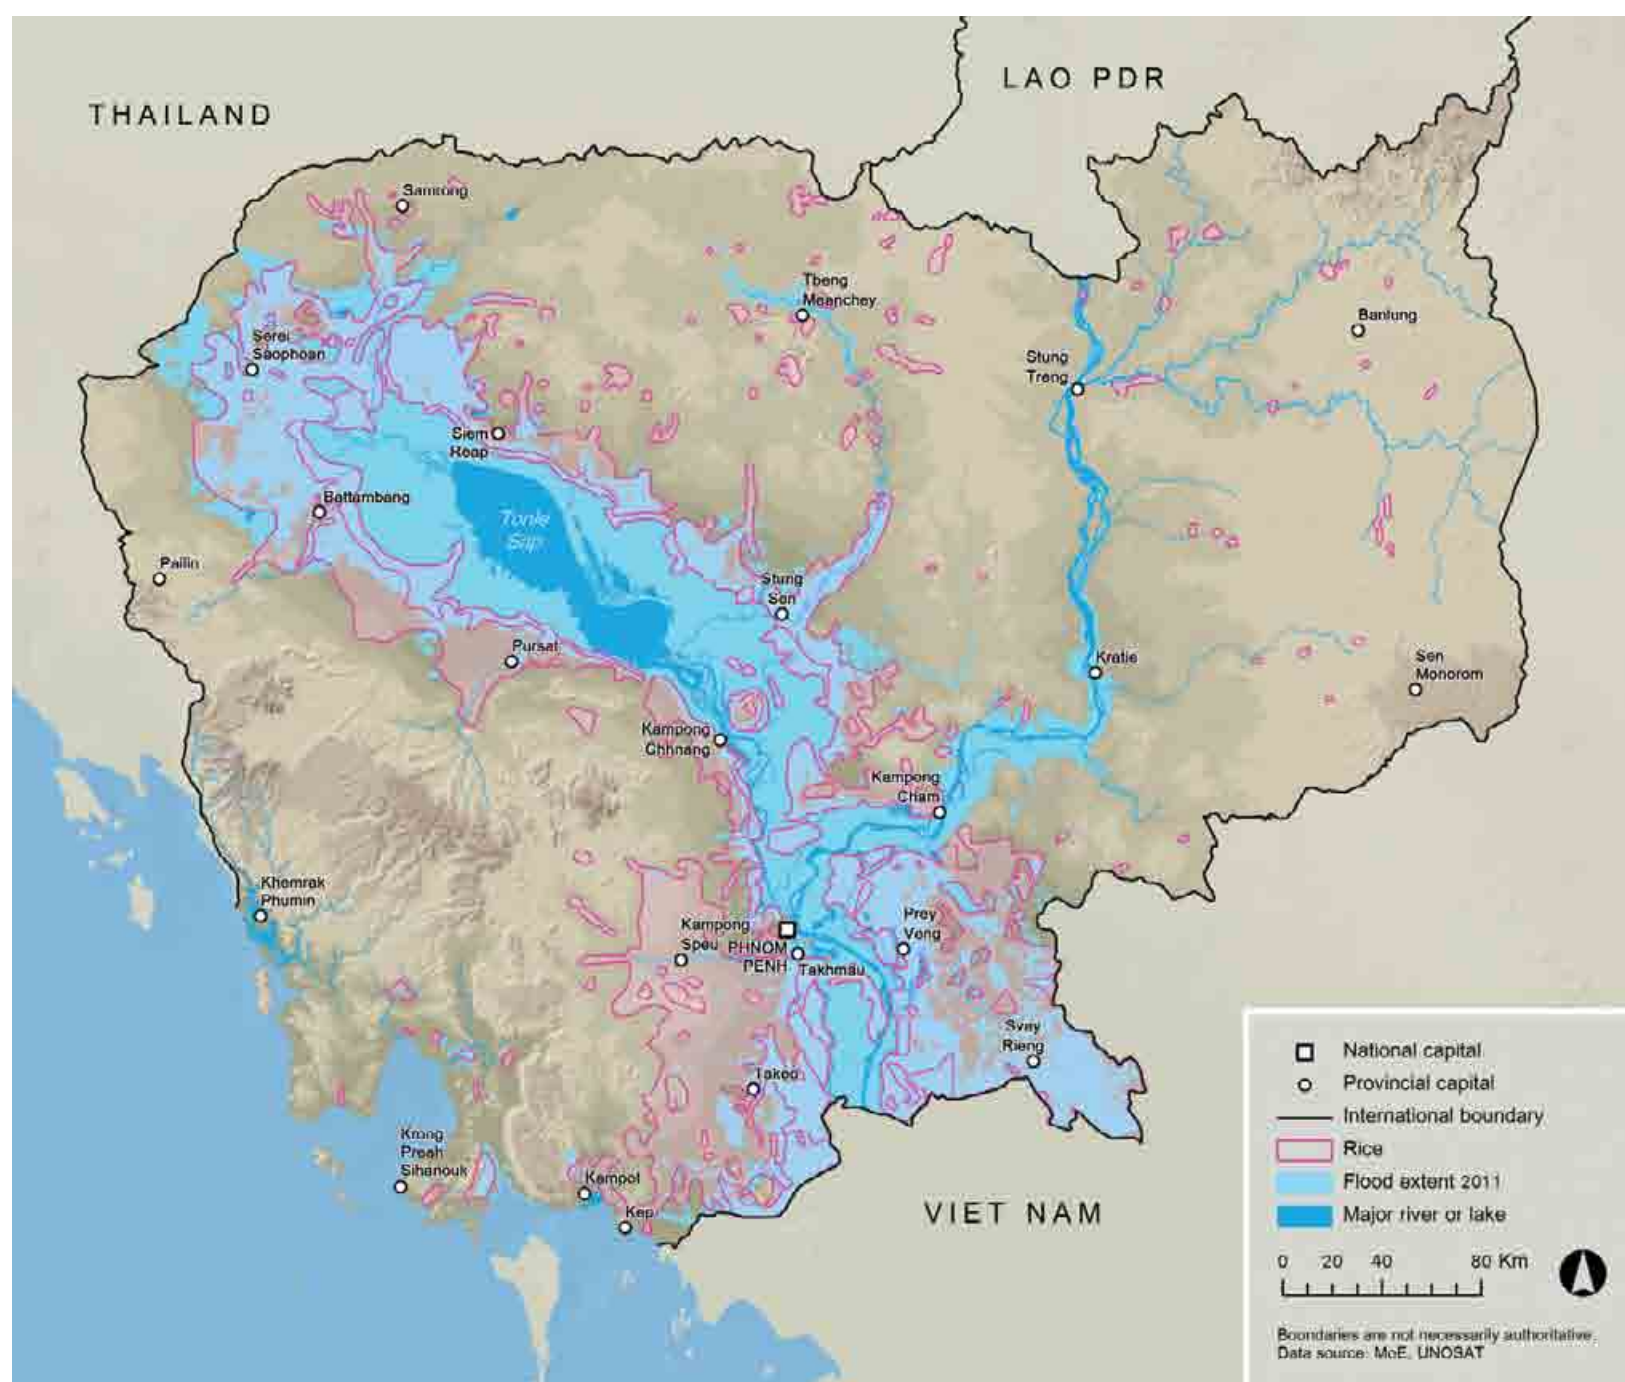 THAILAND
LAO PDR
Samrong
Tbeng
Meanchey
Banlung
Serei
Saophoan
Stung
Treng
Siem
Reap
Battambang
Tonle
Sap
Pailin
Stung
Sen
Pursat
Kratie
Sen
Monorom
Kampong
Chhnang
Kampong
Cham
Khemrak
Phumin
Prey
Veng
Kampong
Speu
PHNOM
PENH
Takhmau
Svay
Rieng
Takeo
Krong
Preah
Sihanouk
Kampot
Kep
VIET NAM
National capital
Provincial capital
International boundary
Rice
Flood extent 2011
Major river or lake
0 20 40 80 Km
Boundaries are not necessarily authoritative.
Data source: MoE, UNOSAT